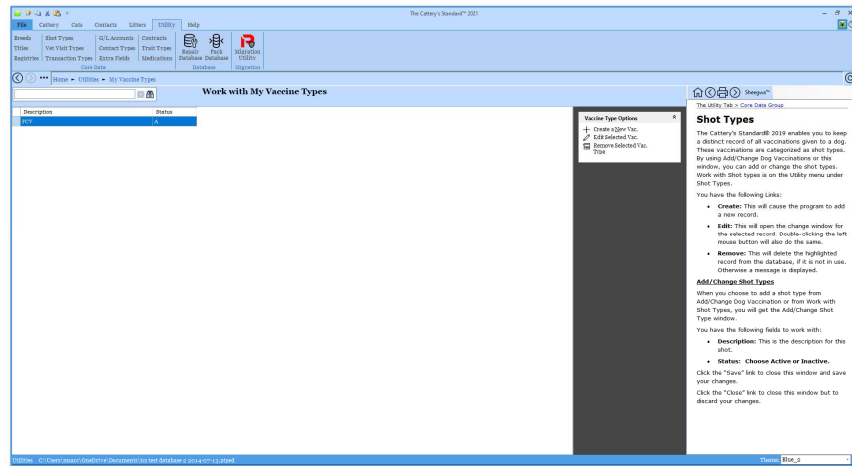 The Cattery's Standard™ 2021
File Cattery Cats Contacts Litters Utility Help
Breeds Shot Types G/L Accounts Contracts
Titles Vet Visit Types Contact Types Trait Types
Registries Transaction Types Extra Fields Medications
Repair Database Pack Database Migration Utility
Core Data Database Migration
Home Utilities My Vaccine Types
Work with My Vaccine Types
Sheegwa™
Description Status
FCV A
Vaccine Type Options
Create a New Vac.
Edit Selected Vac.
Remove Selected Vac.
Type
The Utility Tab > Core Data Group
Shot Types
The Cattery's Standard® 2019 enables you to keep
a distinct record of all vaccinations given to a dog.
These vaccinations are categorized as shot types.
By using Add/Change Dog Vaccinations or this
window, you can add or change the shot types.
Work with Shot types is on the Utility menu under
Shot Types.
You have the following Links:
• Create: This will cause the program to add
a new record.
• Edit: This will open the change window for
the selected record. Double-clicking the left
mouse button will also do the same.
• Remove: This will delete the highlighted
record from the database, if it is not in use.
Otherwise a message is displayed.
Add/Change Shot Types
When you choose to add a shot type from
Add/Change Dog Vaccination or from Work with
Shot Types, you will get the Add/Change Shot
Type window.
You have the following fields to work with:
• Description: This is the description for this
shot.
• Status: Choose Active or Inactive.
Click the "Save" link to close this window and save
your changes.
Click the "Close" link to close this window but to
discard your changes.
Utilities test database 2 2014-07-13.ztped
Theme: Blue_2